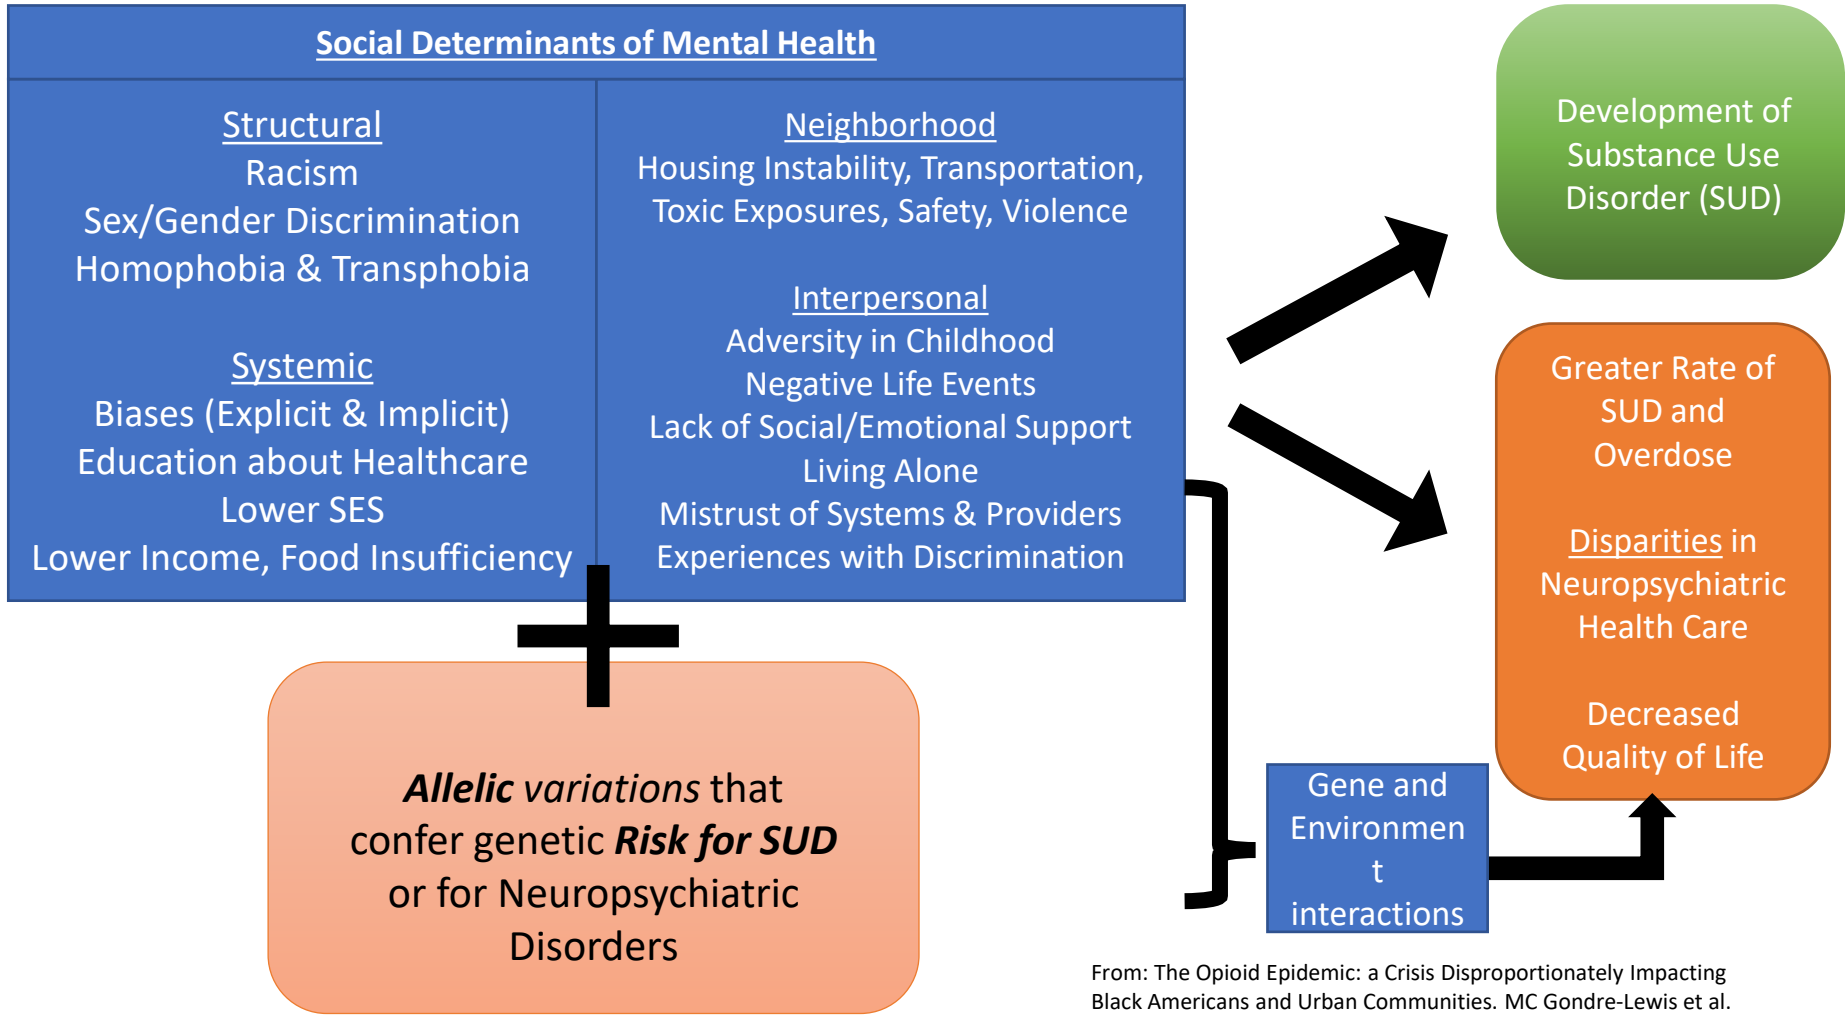 Social Determinants of Mental Health
Structural
Racism
Sex/Gender Discrimination
Homophobia & Transphobia
Systemic
Biases (Explicit & Implicit)
Education about Healthcare
Lower SES
Lower Income, Food Insufficiency
Neighborhood
Housing Instability, Transportation,
Toxic Exposures, Safety, Violence
Interpersonal
Adversity in Childhood
Negative Life Events
Lack of Social/Emotional Support
Living Alone
Mistrust of Systems & Providers
Experiences with Discrimination
Allelic variations that
confer genetic Risk for SUD
or for Neuropsychiatric
Disorders
Gene and
Environmen
t
interactions
Development of
Substance Use
Disorder (SUD)
Greater Rate of
SUD and
Overdose
Disparities in
Neuropsychiatric
Health Care
Decreased
Quality of Life
From: The Opioid Epidemic: a Crisis Disproportionately Impacting
Black Americans and Urban Communities. MC Gondre-Lewis et al.